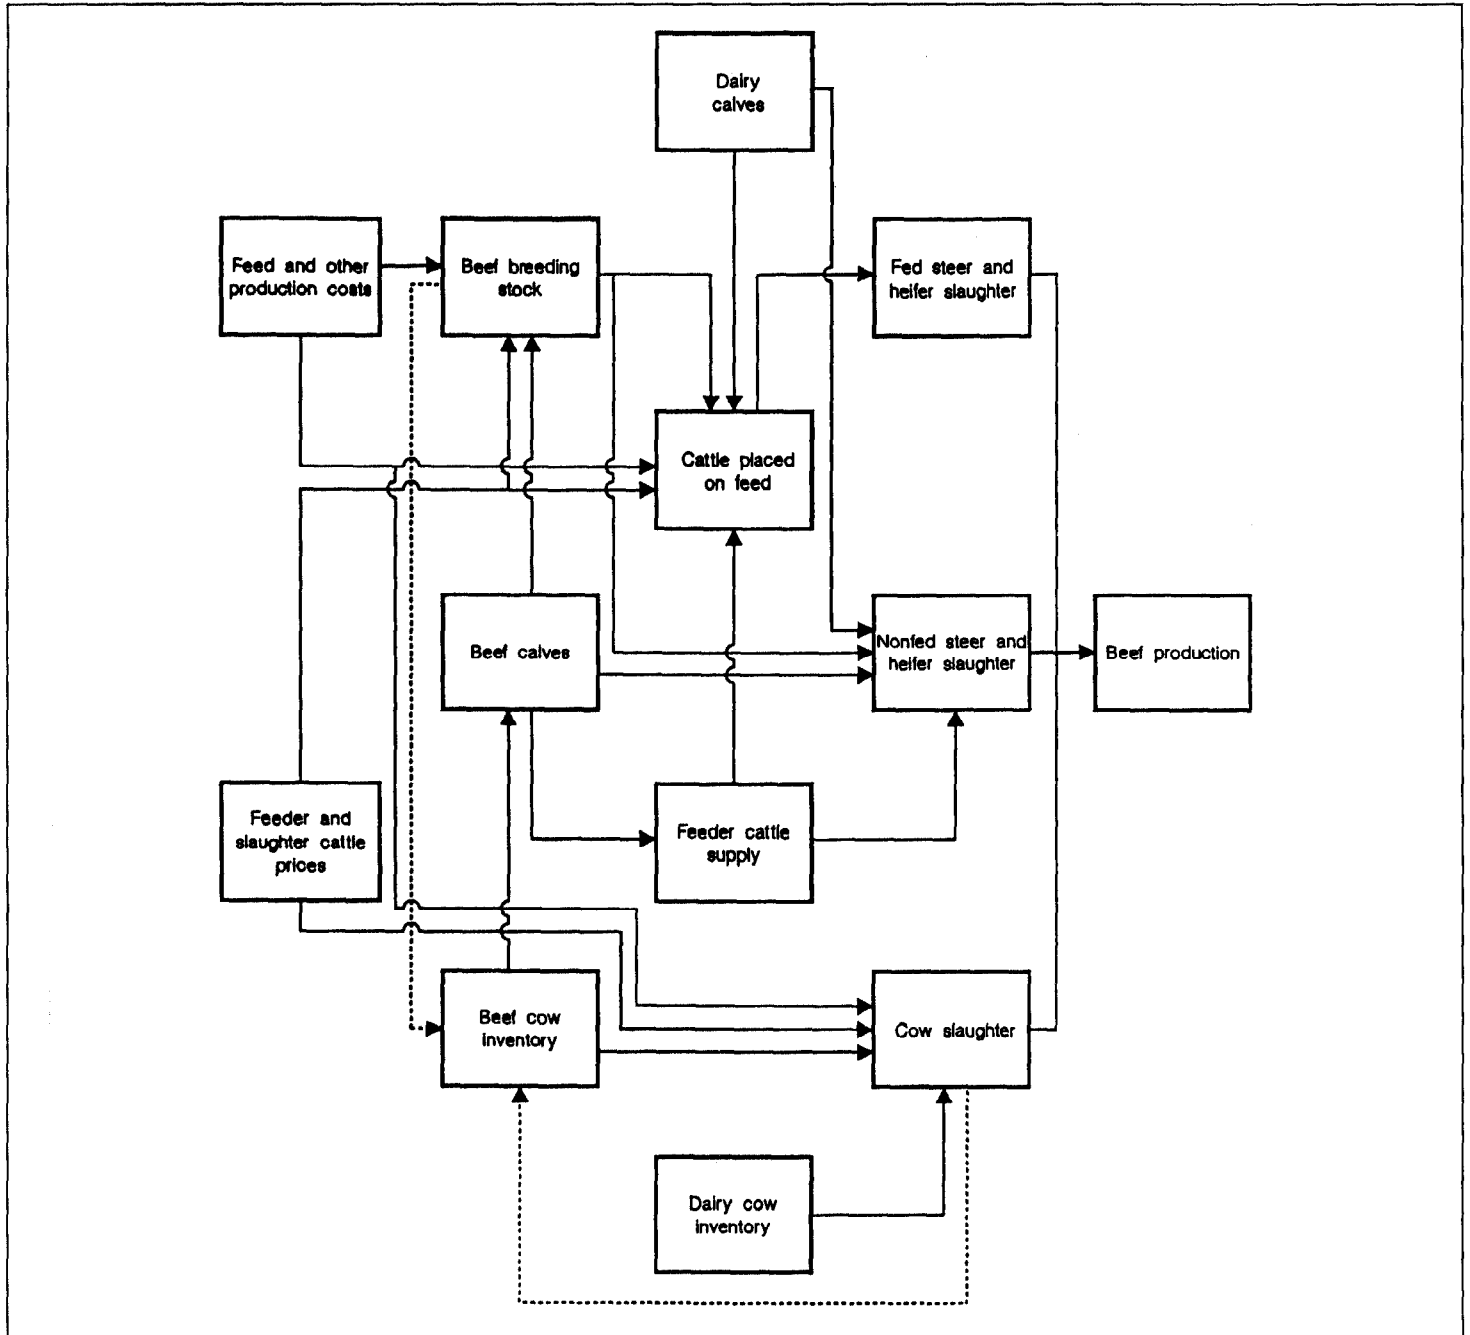 Dairy
calves
Feed and other
production costs
Beef breeding
stock
Fed steer and
heifer slaughter
Cattle placed
on feed
Beef calves
Nonfed steer and
heifer slaughter
Beef production
Feeder and
slaughter cattle
prices
Feeder cattle
supply
Beef cow
inventory
Cow slaughter
Dairy cow
inventory